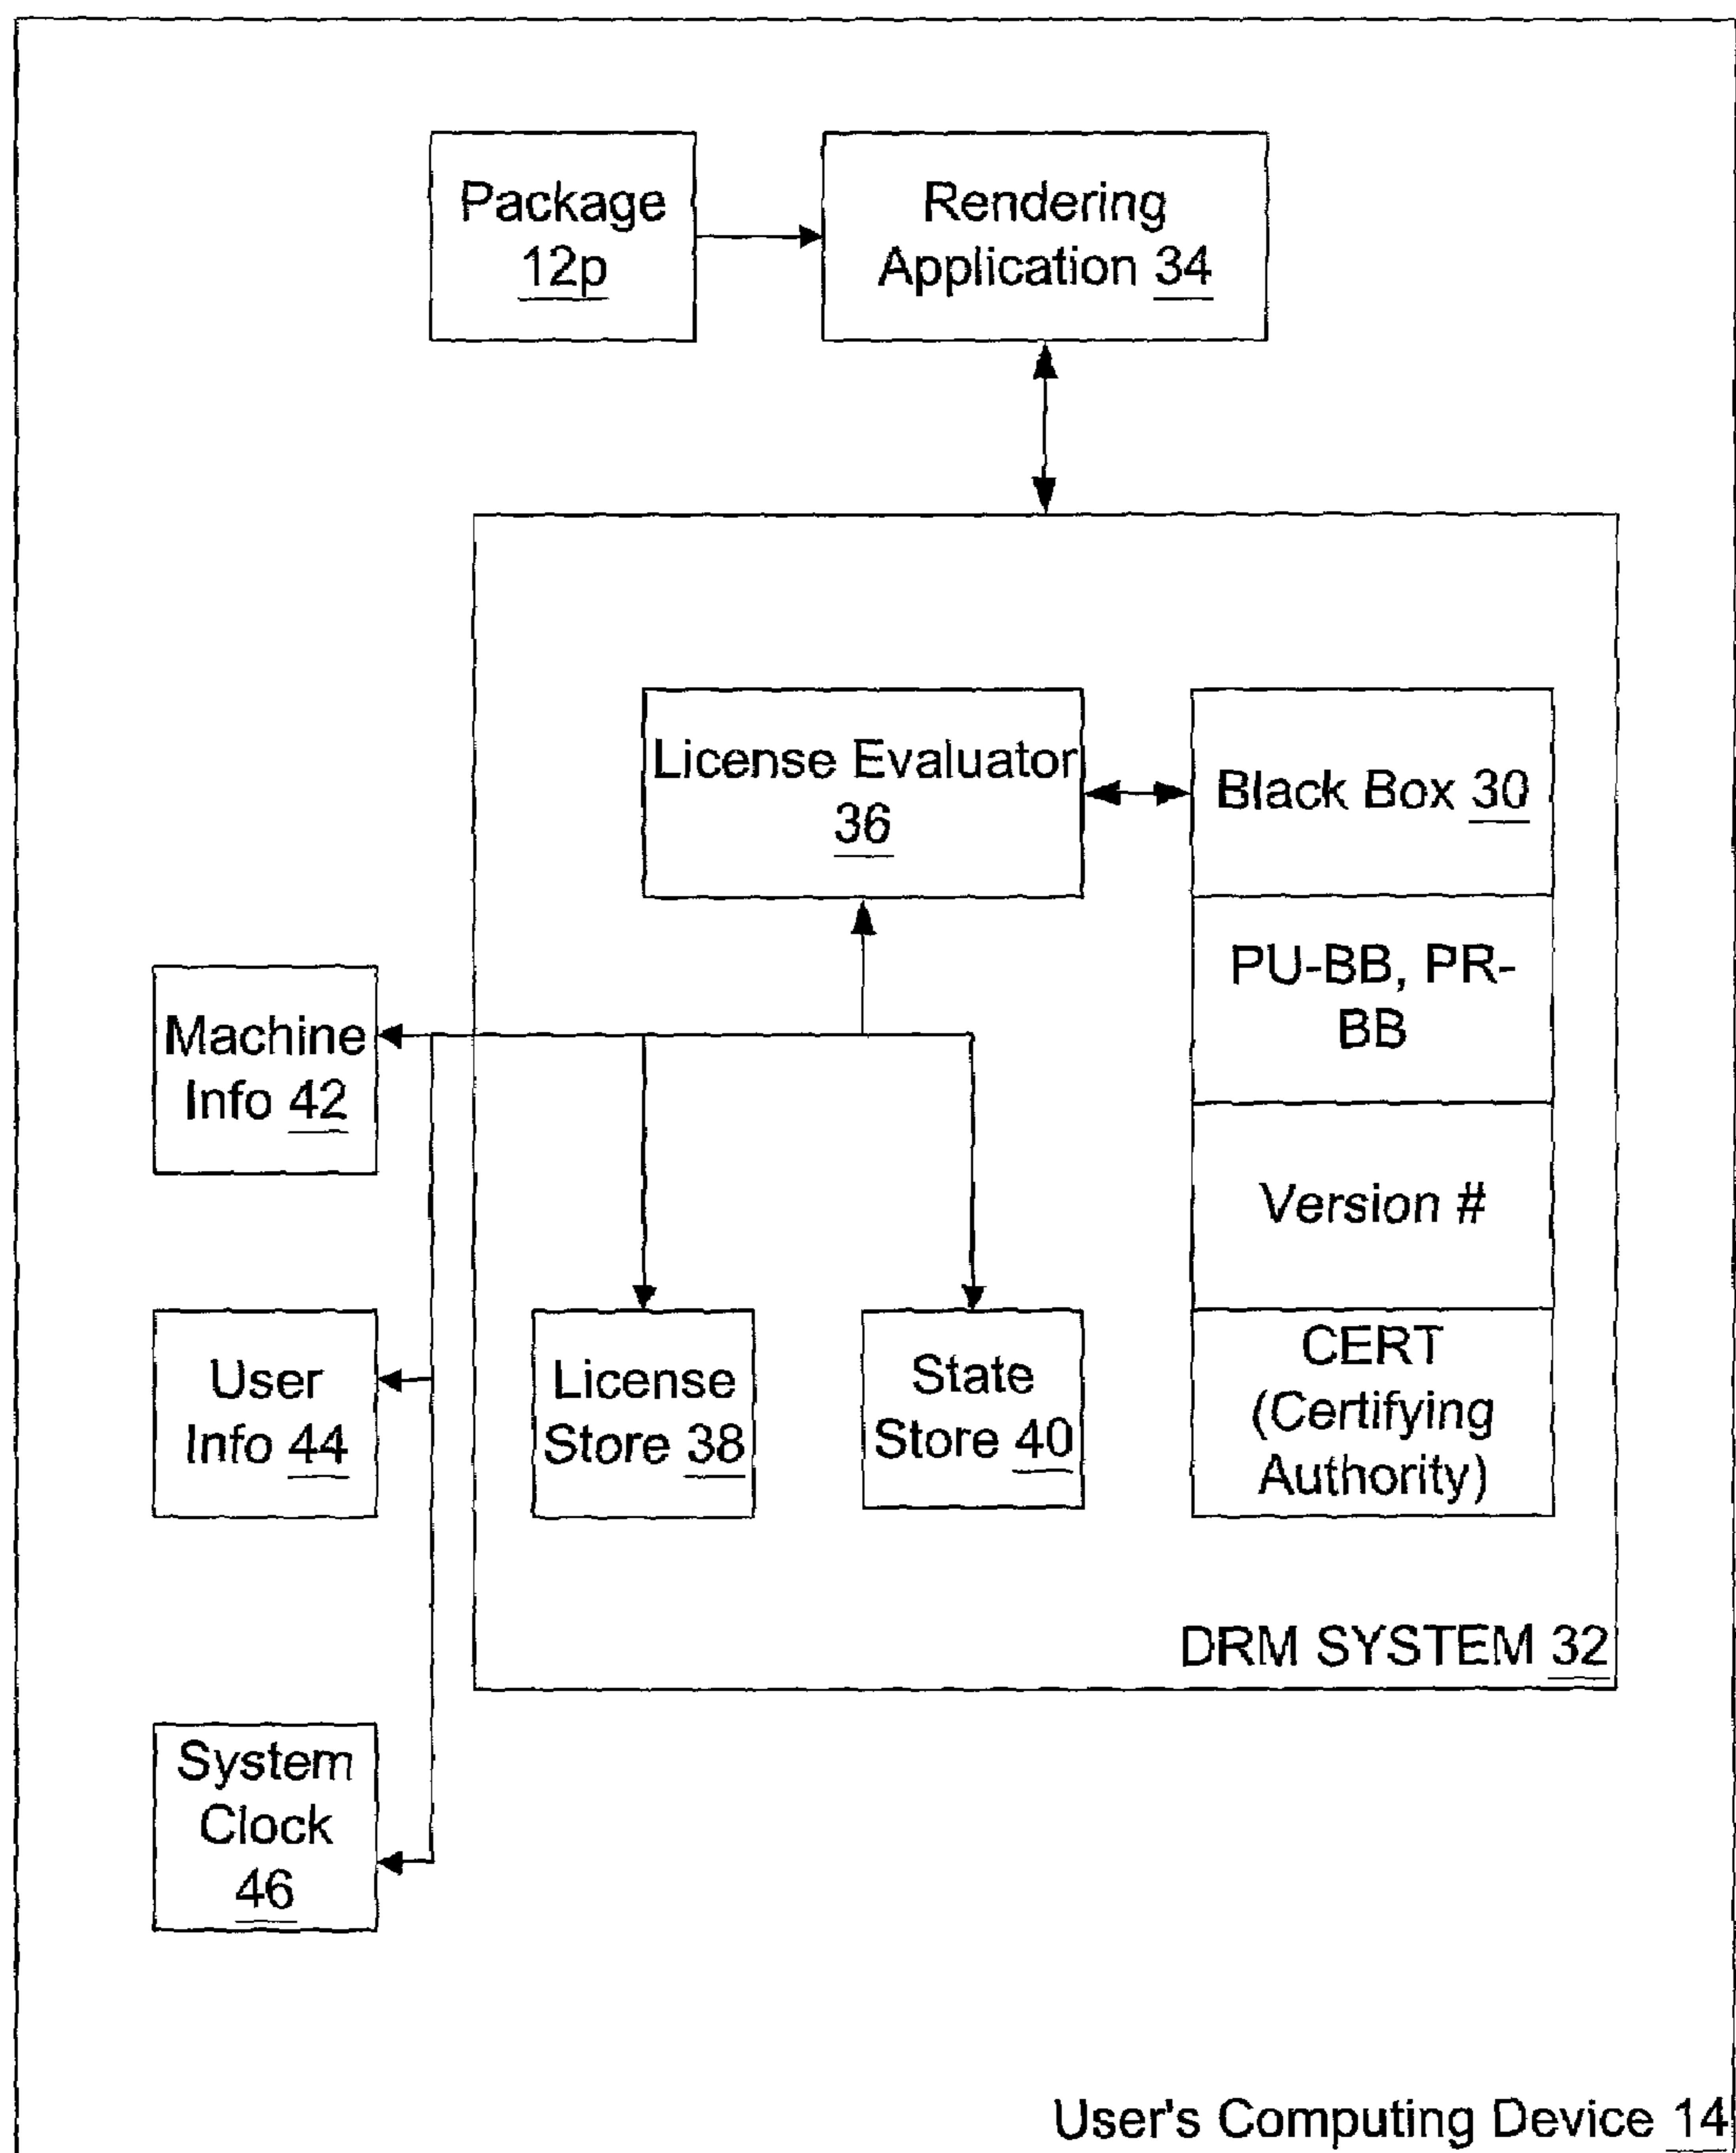 Package
12p
Rendering
Application 34
License Evaluator
36
Black Box 30
PU-BB, PR-
BB
Machine
Info 42
Version #
User
Info 44
License
Store 38
State
Store 40
CERT
(Certifying
Authority)
DRM SYSTEM 32
System
Clock
46
User's Computing Device 14